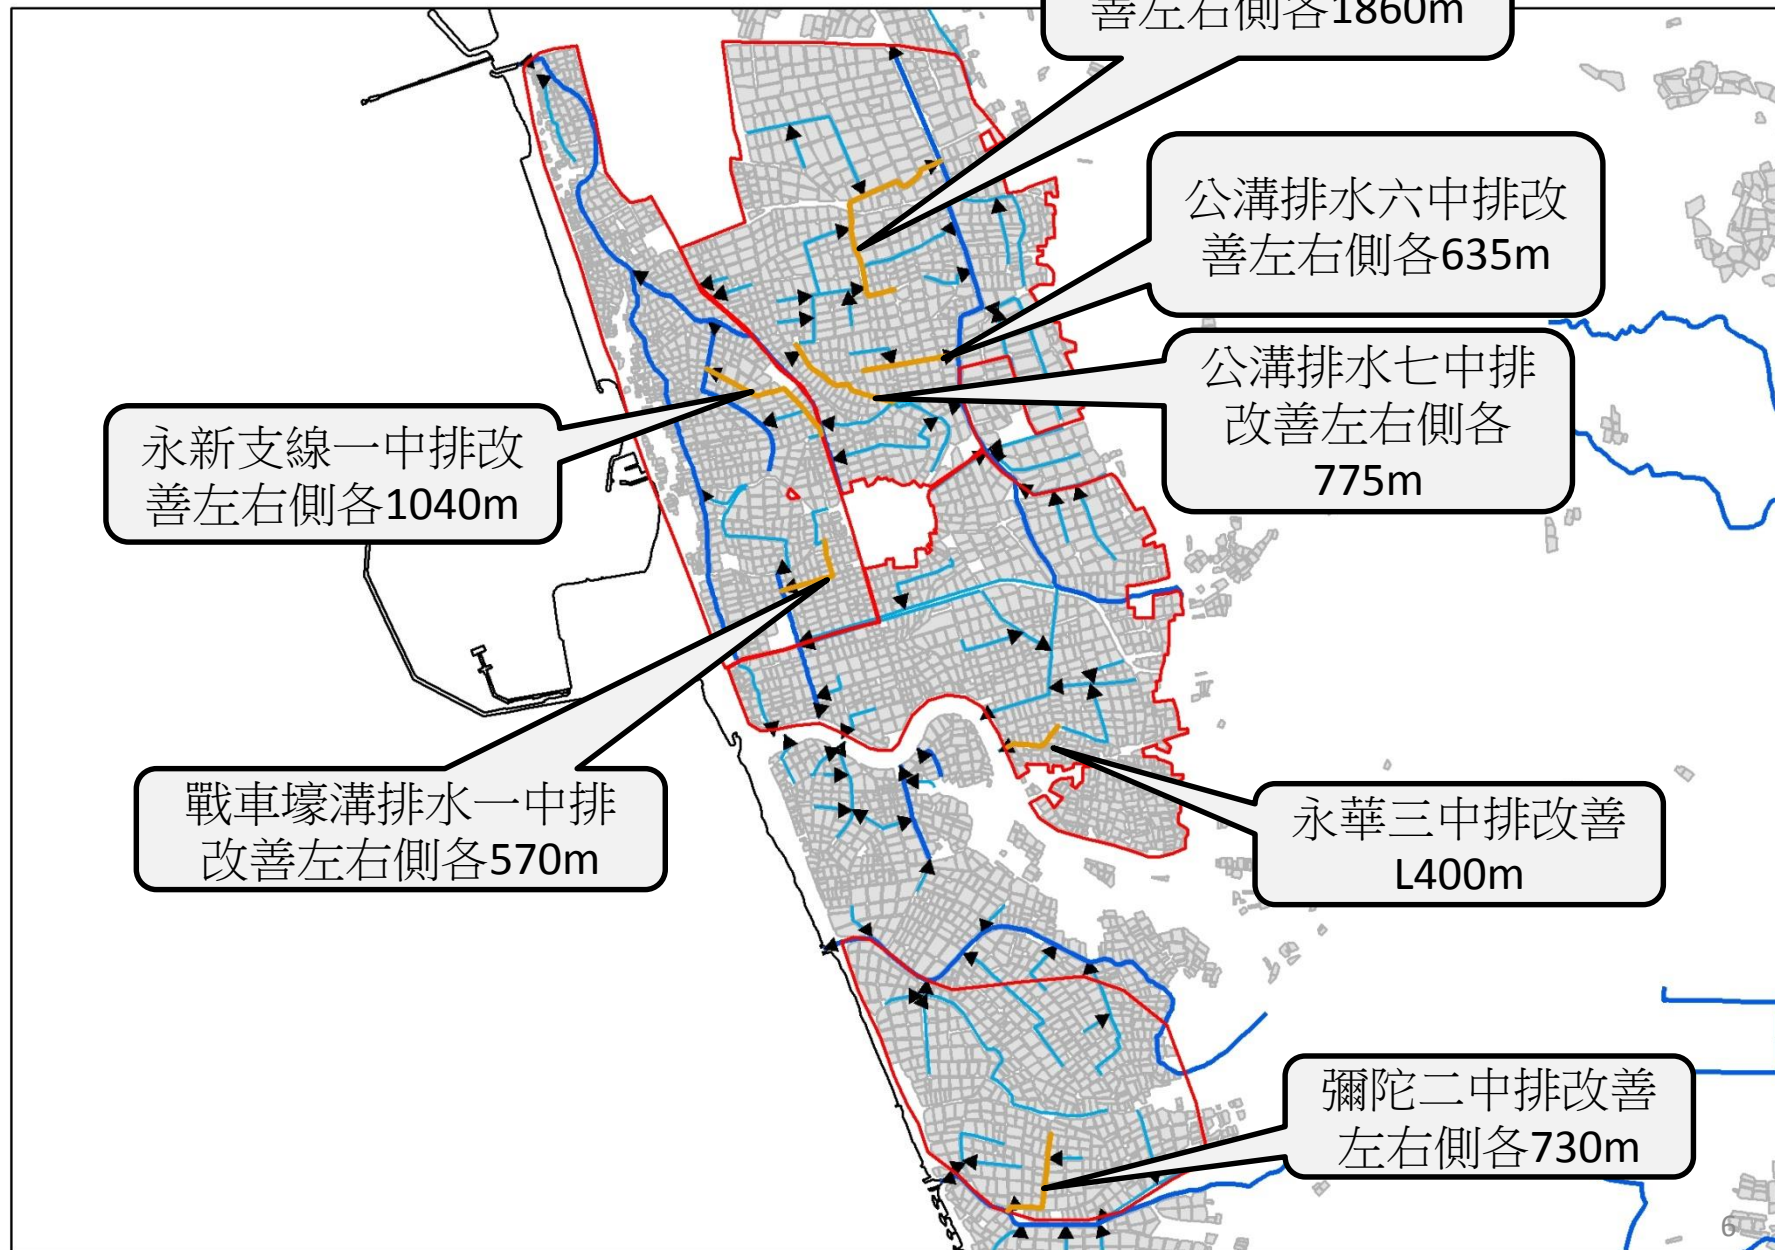 善左右側各1860m
公溝排水六中排改
善左右側各635m
公溝排水七中排
改善左右側各
775m
永新支線一中排改
善左右側各1040m
戰車壕溝排水一中排
改善左右側各570m
永華三中排改善
L400m
彌陀二中排改善
左右側各730m
6